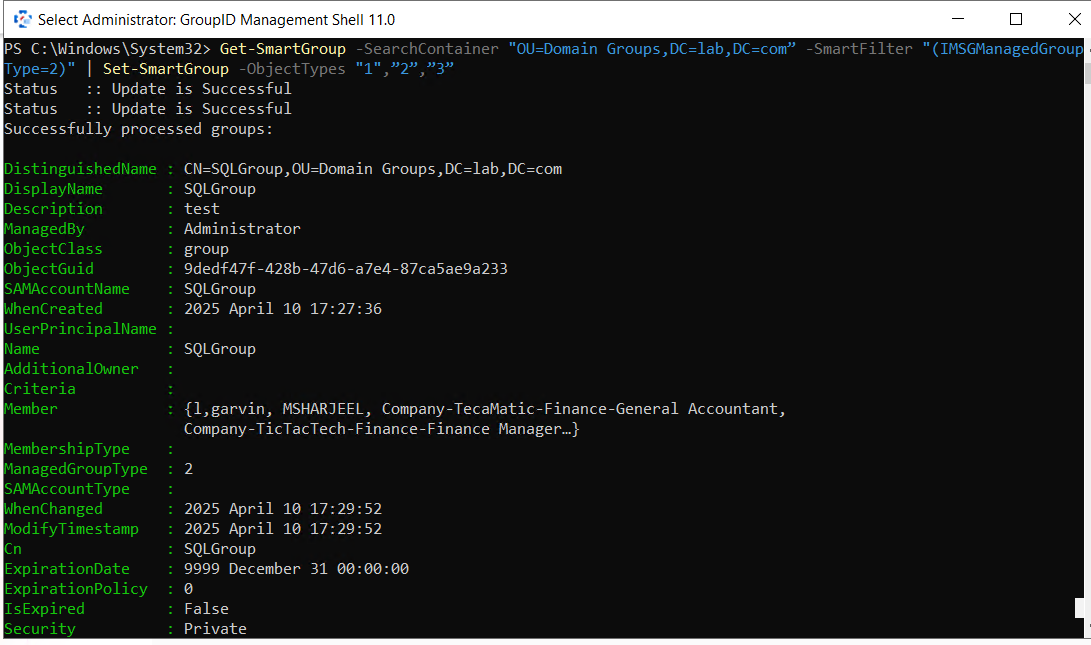 Select Administrator: GroupID Management Shell 11.0
PS C:\Windows\System32> Get-SmartGroup -SearchContainer "OU=Domain Groups,DC=lab,DC=com” -SmartFilter "(IMSGManagedGroup
Type=2)" | Set-SmartGroup -ObjectTypes "1",”2”,”3”
Status   :: Update is Successful
Status   :: Update is Successful
Successfully processed groups:
DistinguishedName : CN=SQLGroup,OU=Domain Groups,DC=lab,DC=com
DisplayName       : SQLGroup
Description       : test
ManagedBy         : Administrator
ObjectClass       : group
ObjectGuid        : 9dedf47f-428b-47d6-a7e4-87ca5ae9a233
SAMAccountName    : SQLGroup
WhenCreated       : 2025 April 10 17:27:36
UserPrincipalName :
Name              : SQLGroup
AdditionalOwner   :
Criteria          :
Member            : {l,garvin, MSHARJEEL, Company-TecaMatic-Finance-General Accountant,
                    Company-TicTacTech-Finance-Finance Manager…}
MembershipType    :
ManagedGroupType  : 2
SAMAccountType    :
WhenChanged       : 2025 April 10 17:29:52
ModifyTimestamp   : 2025 April 10 17:29:52
Cn                : SQLGroup
ExpirationDate    : 9999 December 31 00:00:00
ExpirationPolicy  : 0
IsExpired         : False
Security          : Private